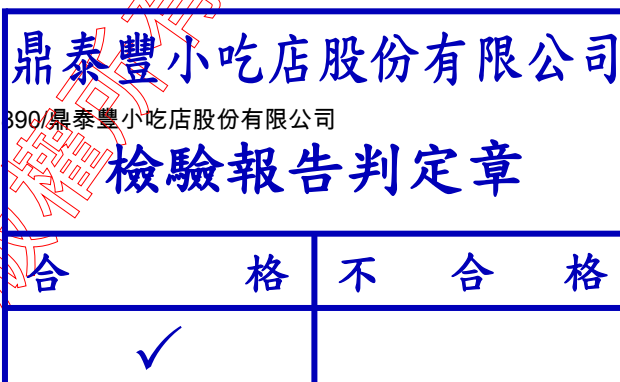 鼎泰豐小吃店股份有限公司
390/鼎泰豐小吃店股份有限公司
檢驗報告判定章
合 格 不 合 格
✓